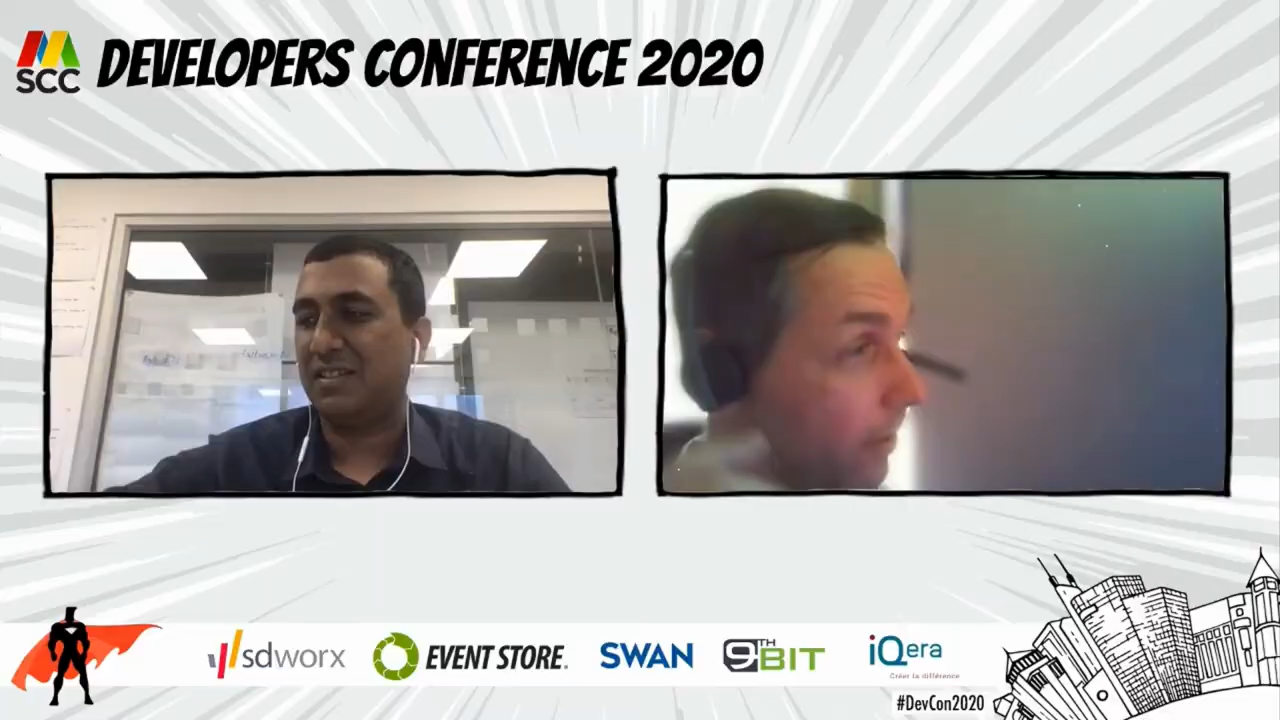 SCC
DEVELOPERS CONFERENCE 2020
sdworx
EVENT STORE.
SWAN
9TH BIT
iQera
Créer la différence
#DevCon2020